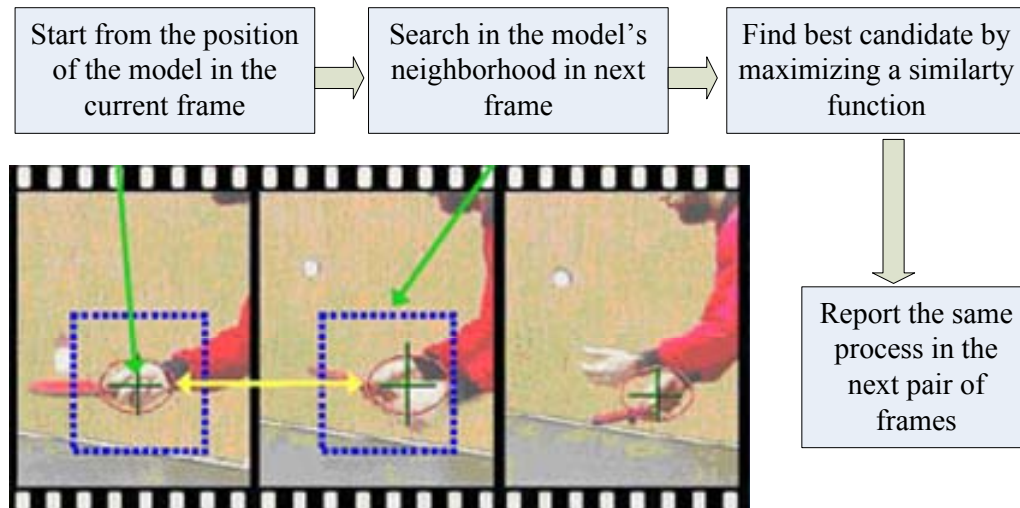 Start from the position
of the model in the
current frame
Search in the model's
neighborhood in next
frame
Find best candidate by
maximizing a similarty
function
Report the same
process in the
next pair of
frames